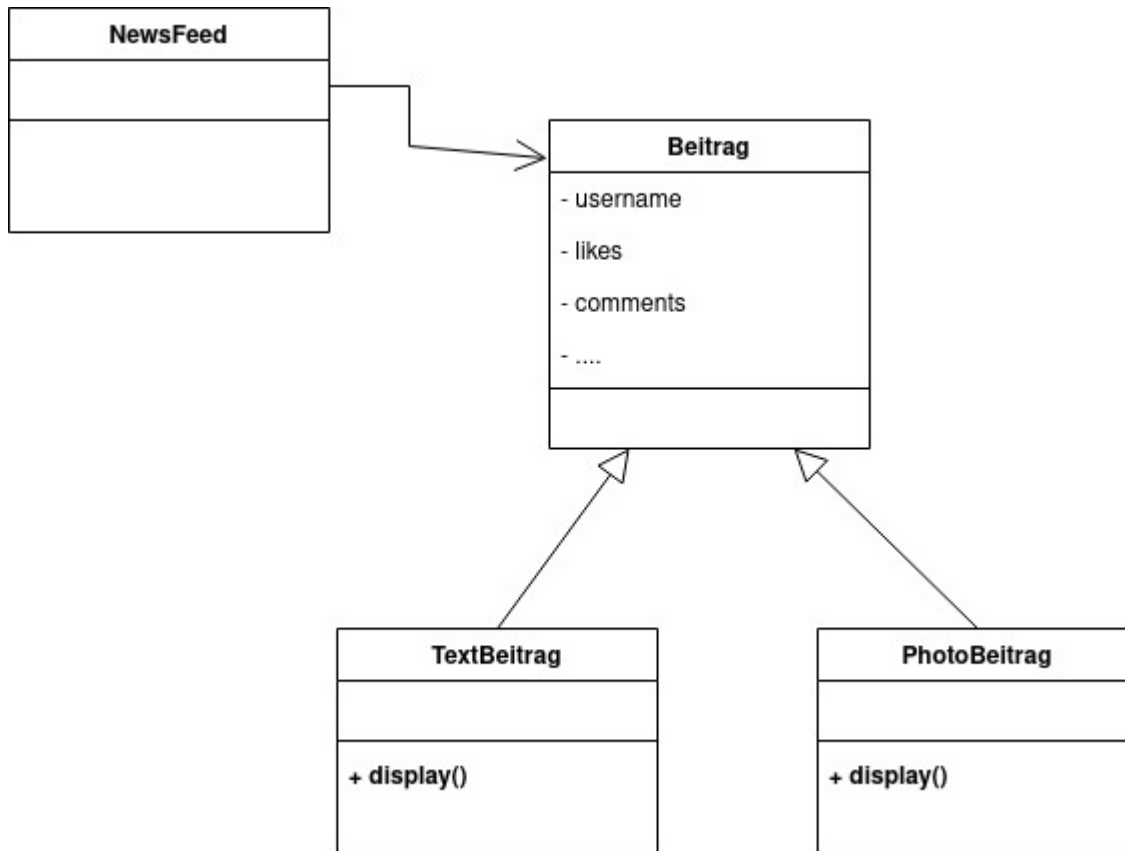 NewsFeed
Beitrag
- username
- likes
- comments
- ....
TextBeitrag
+ display()
PhotoBeitrag
+ display()